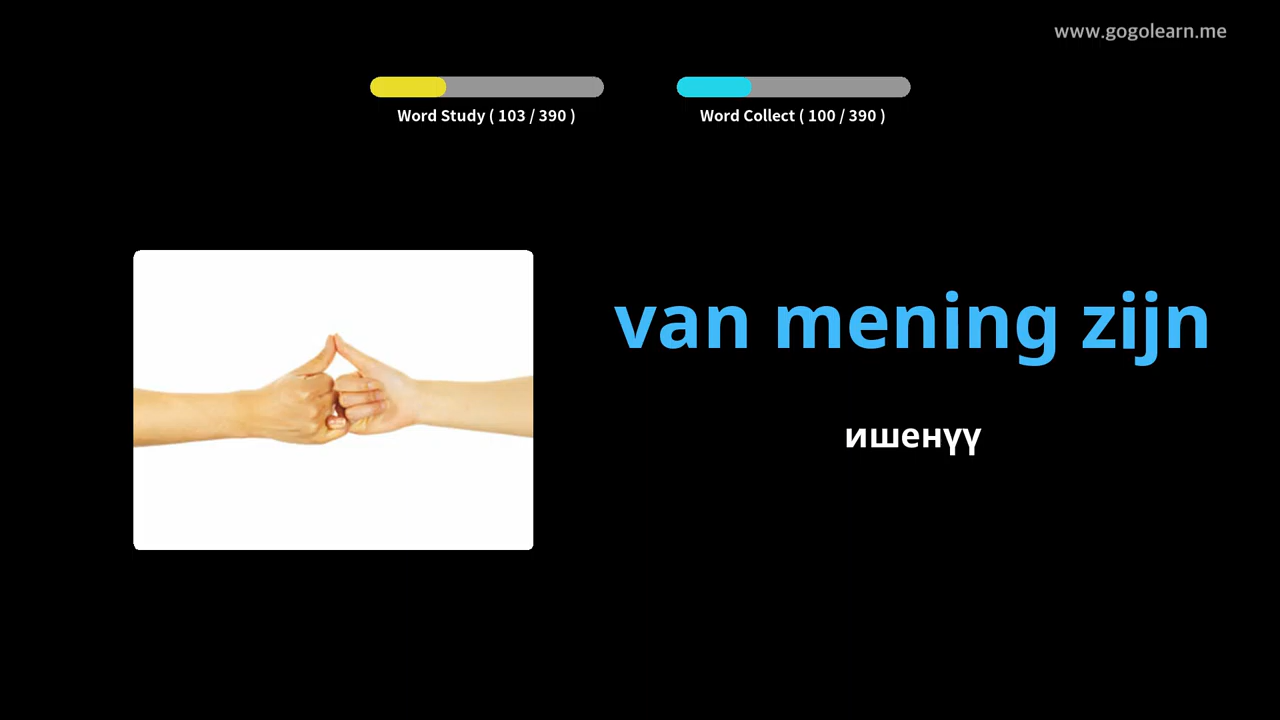 www.gogolearn.me
Word Study ( 103 / 390 )
Word Collect ( 100 / 390 )
van mening zijn
ишенүү